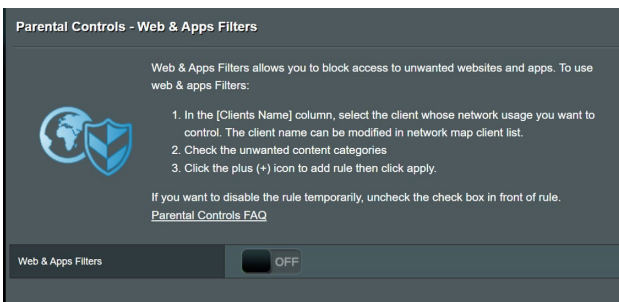 Parental Controls - Web & Apps Filters
Web & Apps Filters allows you to block access to unwanted websites and apps. To use
web & apps Filters:
1. In the [Clients Name] column, select the client whose network usage you want to
control. The client name can be modified in network map client list.
2. Check the unwanted content categories
3. Click the plus (+) icon to add rule then click apply.
If you want to disable the rule temporarily, uncheck the check box in front of rule.
Parental Controls FAQ
Web & Apps Filters
OFF